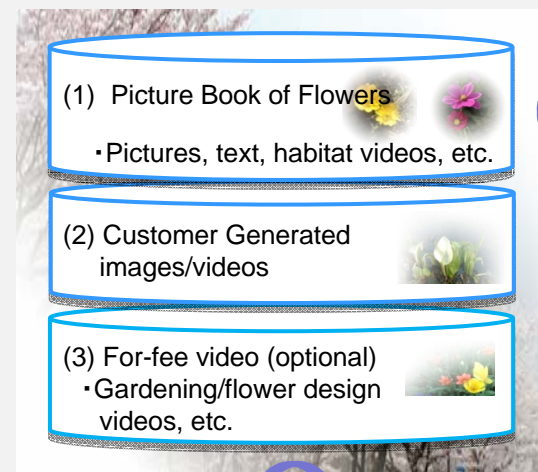 (1) Picture Book of Flowers
・Pictures, text, habitat videos, etc.
(2) Customer Generated
images/videos
(3) For-fee video (optional)
・Gardening/flower design
videos, etc.